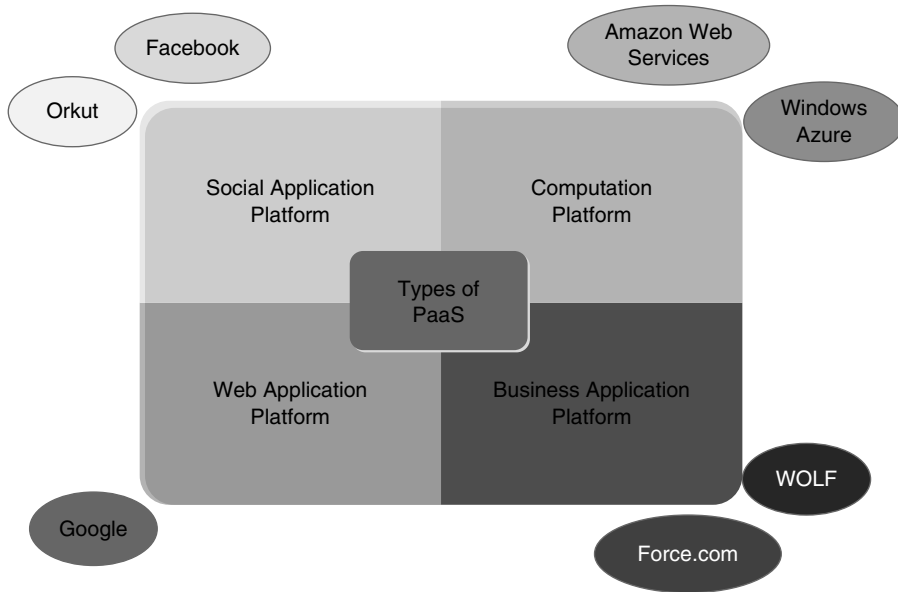 Facebook
Amazon Web
Services
Orkut
Windows
Azure
Social Application
Platform
Computation
Platform
Types of
PaaS
Web Application
Platform
Business Application
Platform
WOLF
Google
Force.com